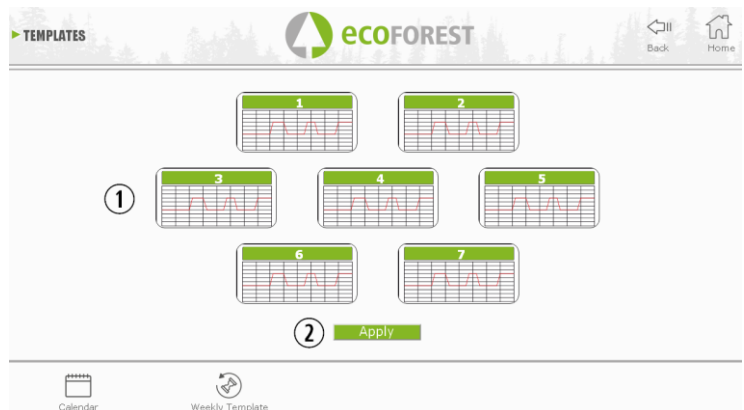 TEMPLATES
ecoFOREST
Back
Home
1
2
3
4
5
1
6
7
2
Apply
Calendar
Weekly Template